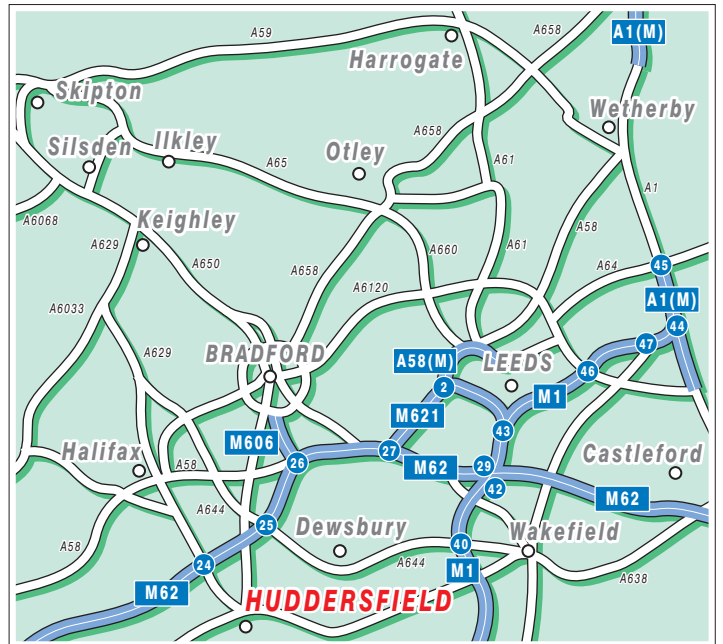 A59
A658
A1(M)
Harrogate
Skipton
Wetherby
A658
Silsden
Ilkley
Otley
A65
A61
A1
A6068
Keighley
A629
A58
A650
A658
A660
A61
A64
45
A6033
A6120
A1(M)
44
A629
BRADFORD
A58(M)
LEEDS
47
46
2
M1
M621
43
M606
Halifax
A58
26
27
M62
29
Castleford
42
M62
A644
25
Dewsbury
40
Wakefield
A58
24
A644
M1
A638
M62
HUDDERSFIELD